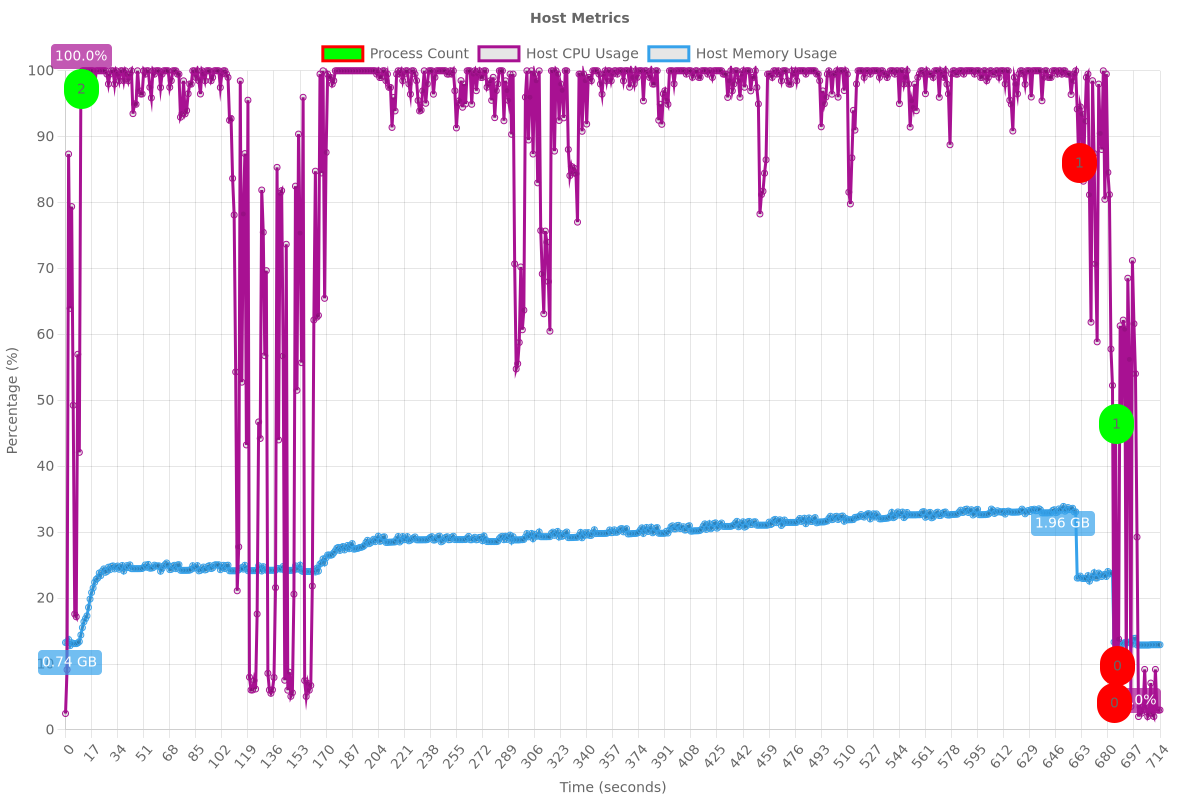 Host Metrics
Process Count Host CPU Usage Host Memory Usage
100.0%
100
2
90
1
80
70
60
50
1
40
30
1.96 GB
20
10
0.74 GB
0
0
.0%
0
Percentage (%)
0 17 34 51 68 85 102 119 136 153 170 187 204 221 238 255 272 289 306 323 340 357 374 391 408 425 442 459 476 493 510 527 544 561 578 595 612 629 646 663 680 697 714
Time (seconds)